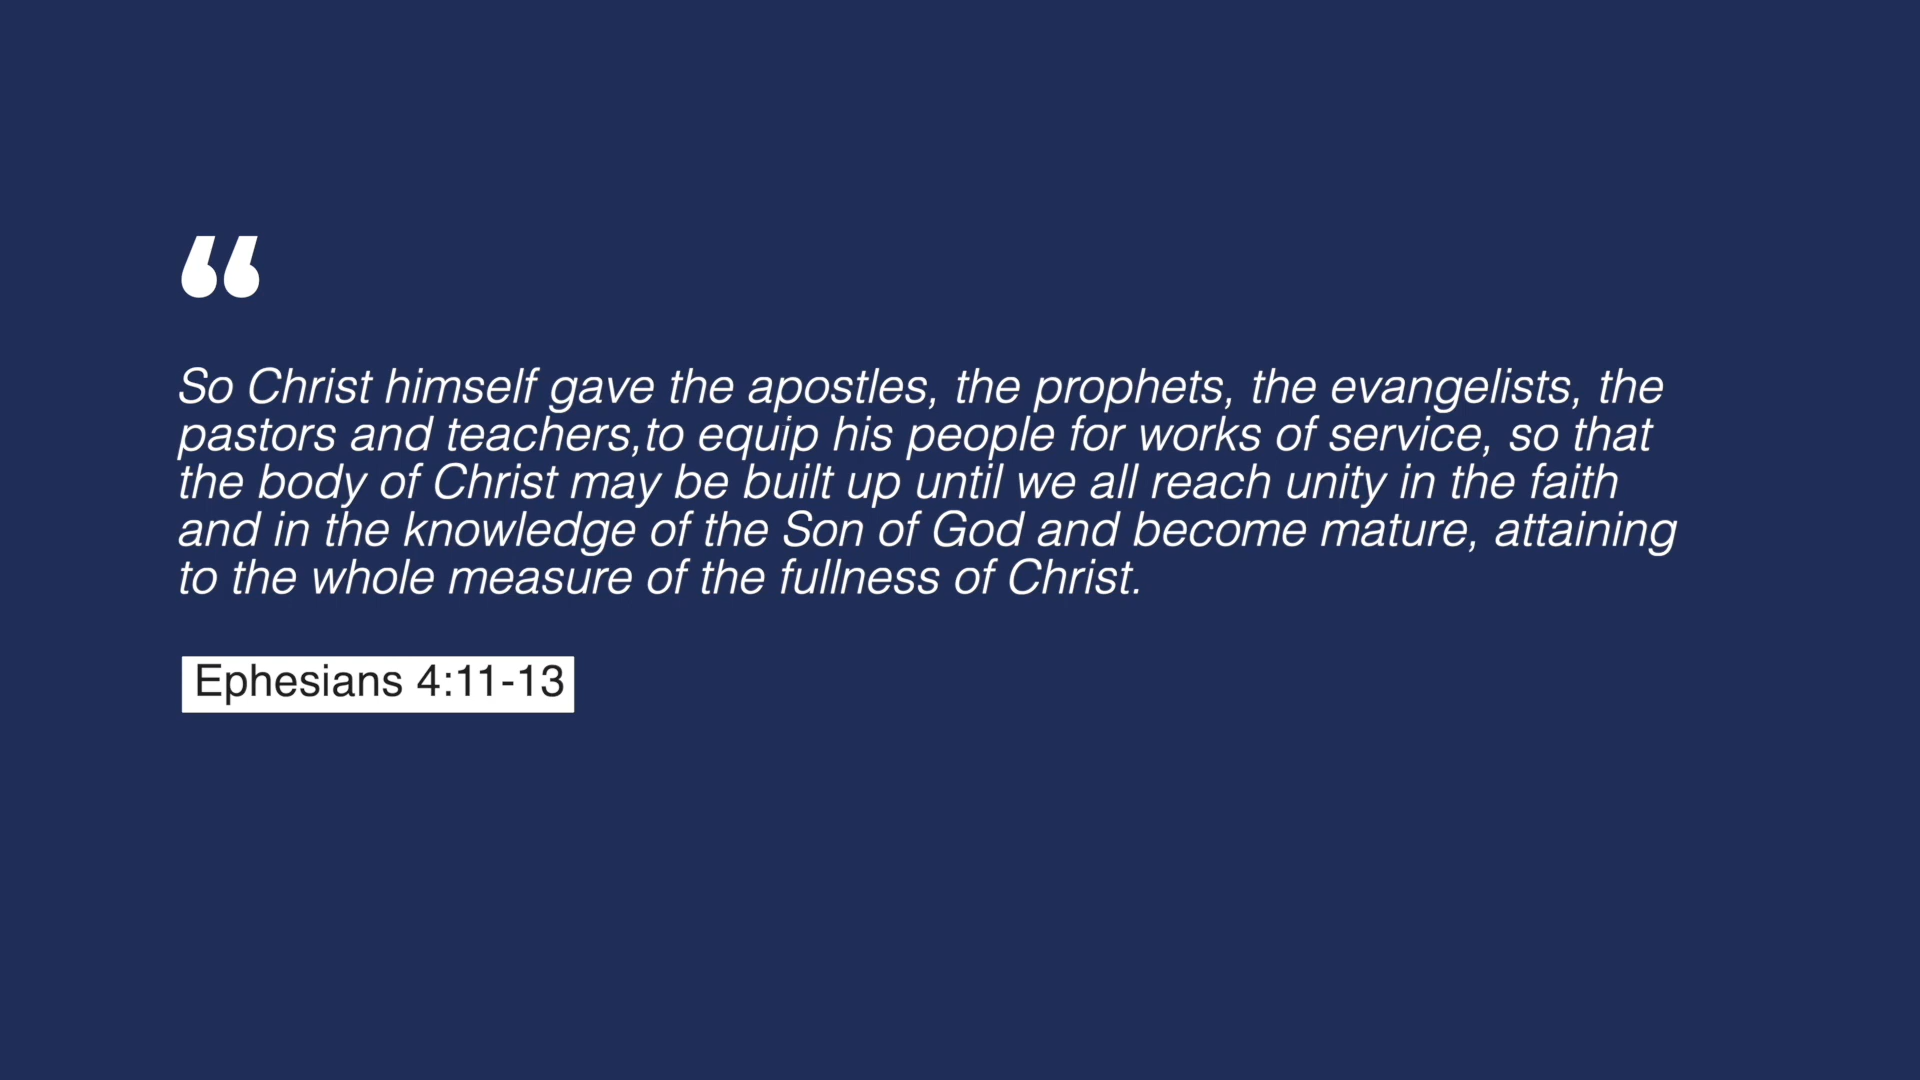 “
So Christ himself gave the apostles, the prophets, the evangelists, the
pastors and teachers,to equip his people for works of service, so that
the body of Christ may be built up until we all reach unity in the faith
and in the knowledge of the Son of God and become mature, attaining
to the whole measure of the fullness of Christ.
Ephesians 4:11-13